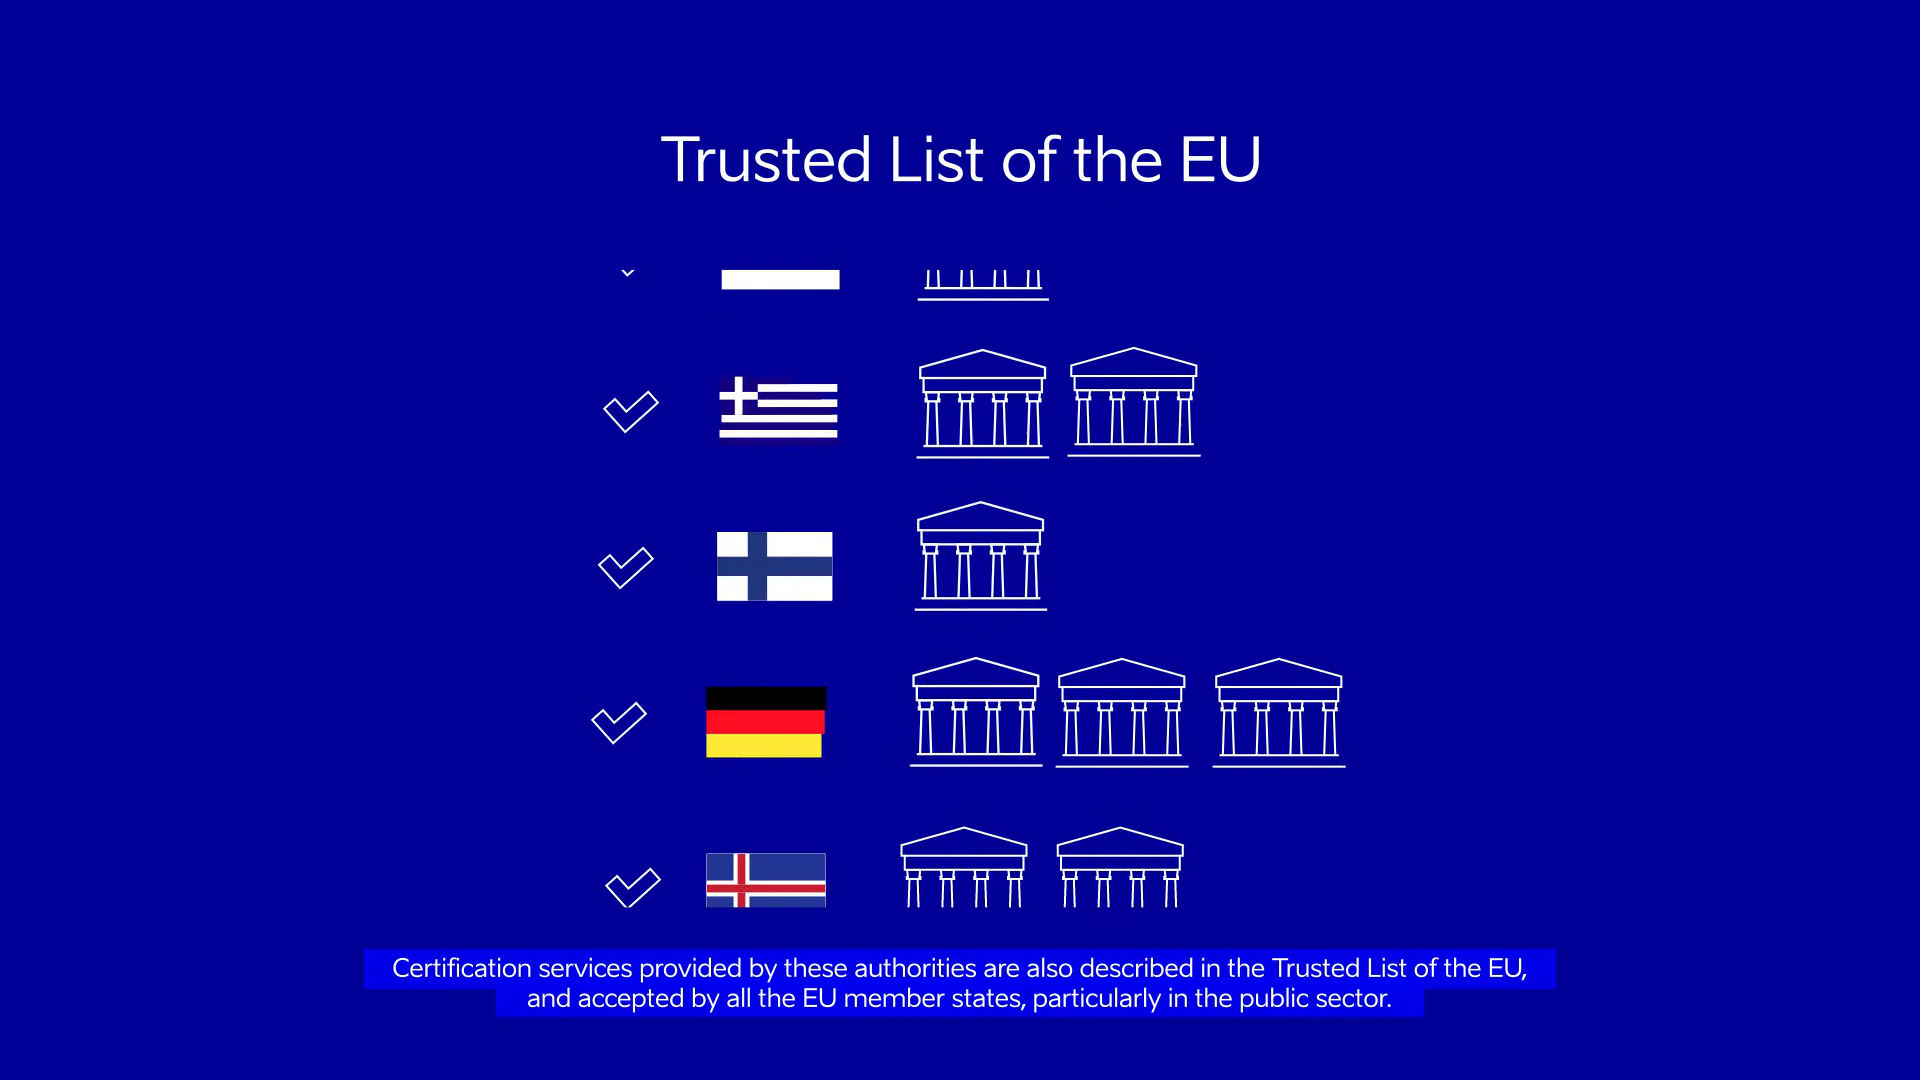 Trusted List of the EU
Certification services provided by these authorities are also described in the Trusted List of the EU,
and accepted by all the EU member states, particularly in the public sector.